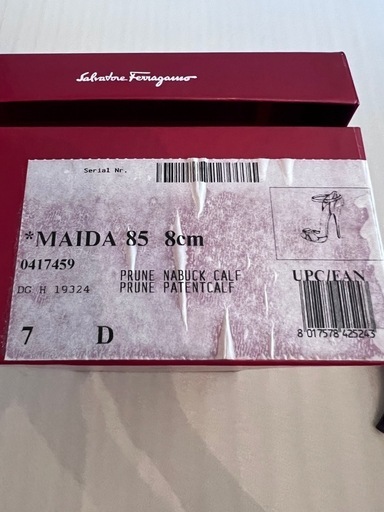 Salvatore Ferragamo
Serial Nr.
*MAIDA 85 8cm
0417459
PRUNE NABUCK CALF
UPC/EAN
DG H 19324 PRUNE PATENTCALF
7 D
8 017578 425243